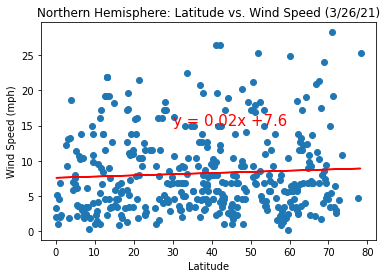 Northern Hemisphere: Latitude vs. Wind Speed (3/26/21)
Wind Speed (mph)
25
20
15
10
5
0
y = 0.02x +7.6
0 10 20 30 40 50 60 70 80
Latitude